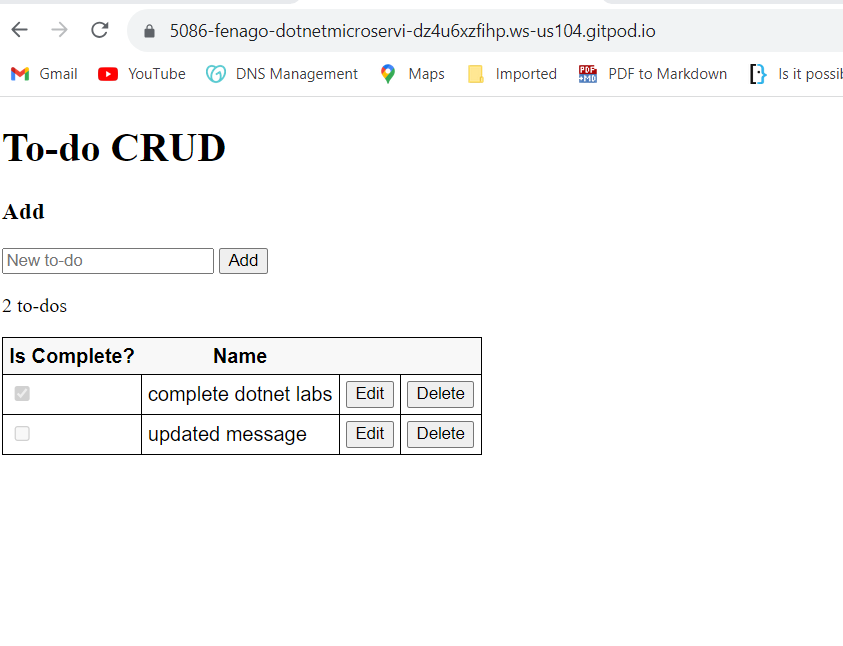 5086-fenago-dotnetmicroservi-dz4u6xzfihp.ws-us104.gitpod.io
Gmail YouTube DNS Management Maps Imported PDF +MD PDF to Markdown Is it possib
To-do CRUD
Add
New to-do Add
2 to-dos
Is Complete? Name
complete dotnet labs Edit Delete
updated message Edit Delete